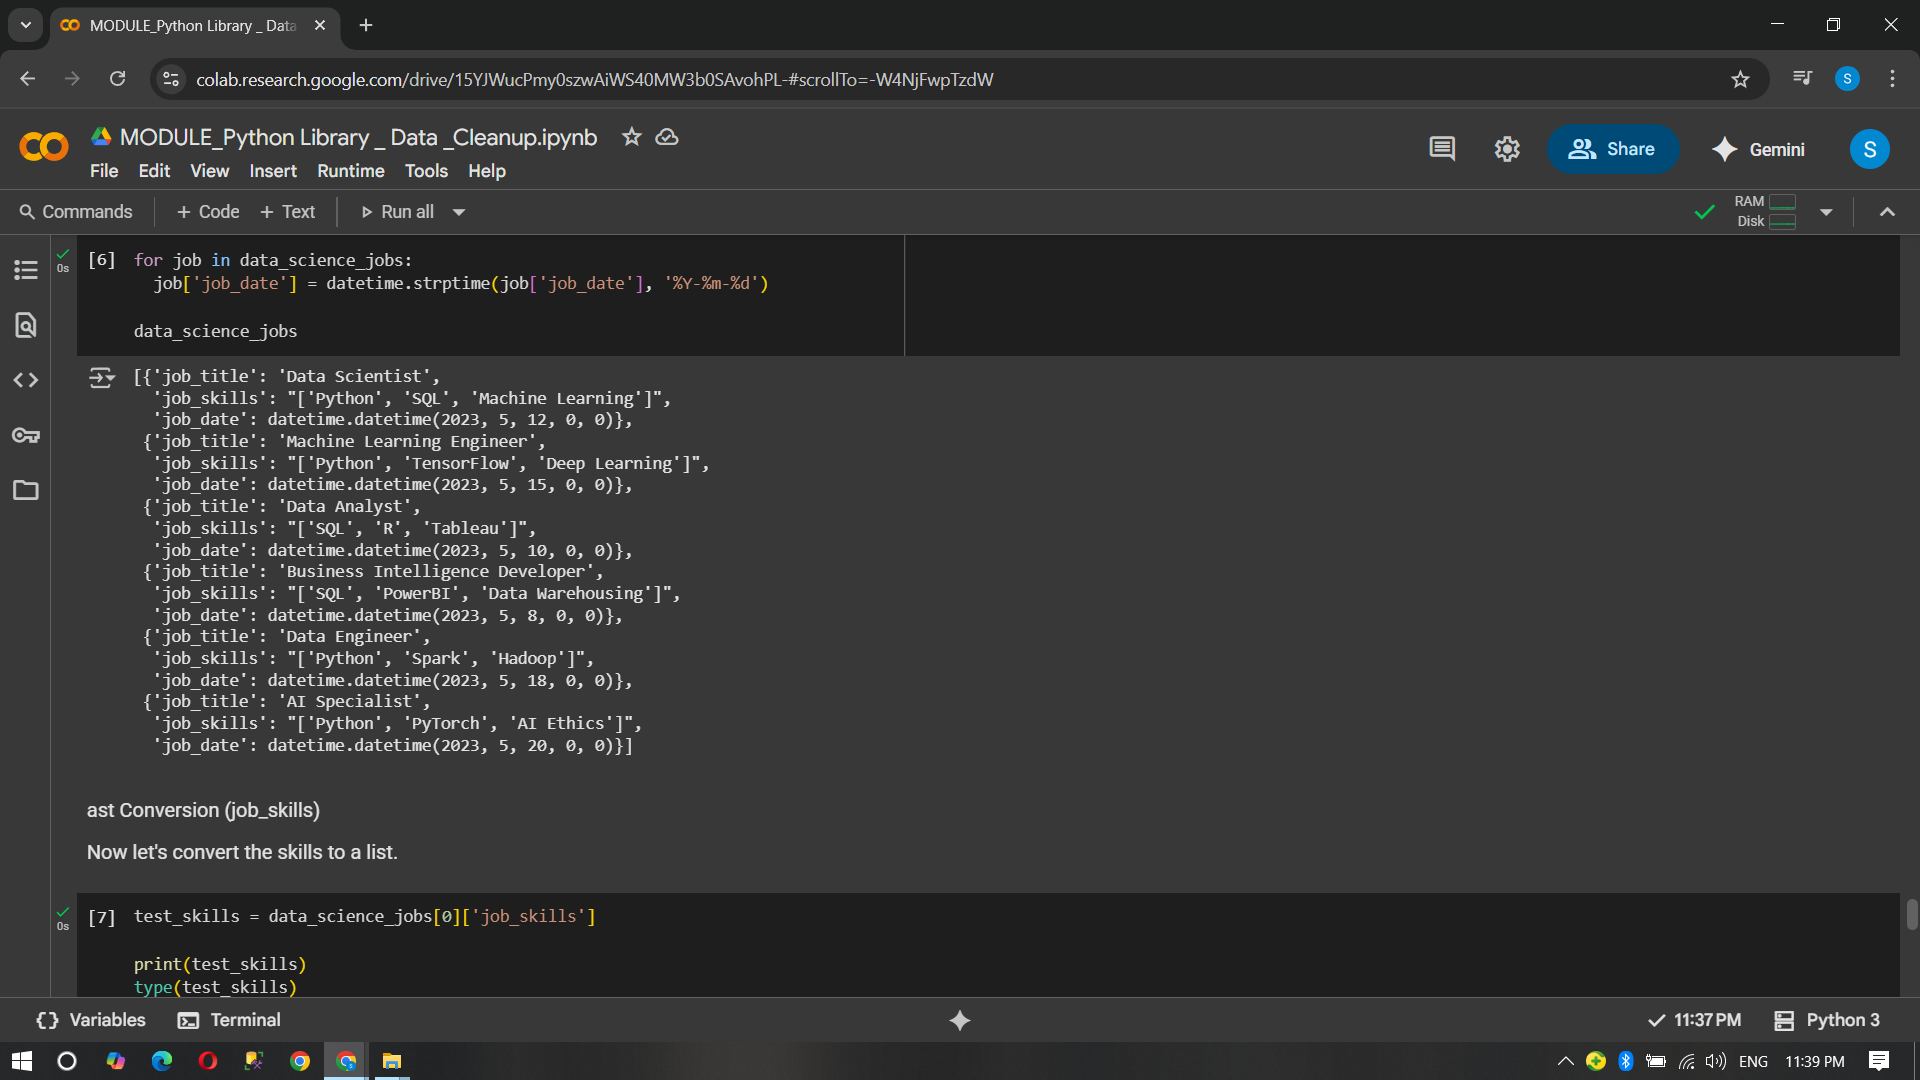 MODULE_Python Library _ Data
colab.research.google.com/drive/15YJWucPmy0szwAiWS40MW3b0SAvohPL-#scrollTo=-W4NjFwpTzdW
S
MODULE_Python Library _ Data _Cleanup.ipynb
Share
Gemini
S
File Edit View Insert Runtime Tools Help
Commands + Code + Text Run all
RAM
Disk
0s
[6] for job in data_science_jobs:
job['job_date'] = datetime.strptime(job['job_date'], '%Y-%m-%d')
data_science_jobs
[{'job_title': 'Data Scientist',
'job_skills': "['Python', 'SQL', 'Machine Learning']",
'job_date': datetime.datetime(2023, 5, 12, 0, 0)},
{'job_title': 'Machine Learning Engineer',
'job_skills': "['Python', 'TensorFlow', 'Deep Learning']",
'job_date': datetime.datetime(2023, 5, 15, 0, 0)},
{'job_title': 'Data Analyst',
'job_skills': "['SQL', 'R', 'Tableau']",
'job_date': datetime.datetime(2023, 5, 10, 0, 0)},
{'job_title': 'Business Intelligence Developer',
'job_skills': "['SQL', 'PowerBI', 'Data Warehousing']",
'job_date': datetime.datetime(2023, 5, 8, 0, 0)},
{'job_title': 'Data Engineer',
'job_skills': "['Python', 'Spark', 'Hadoop']",
'job_date': datetime.datetime(2023, 5, 18, 0, 0)},
{'job_title': 'AI Specialist',
'job_skills': "['Python', 'PyTorch', 'AI Ethics']",
'job_date': datetime.datetime(2023, 5, 20, 0, 0)}]
ast Conversion (job_skills)
Now let's convert the skills to a list.
0s
[7] test_skills = data_science_jobs[0]['job_skills']
print(test_skills)
type(test_skills)
{} Variables Terminal
11:37 PM Python 3
ENG 11:39 PM